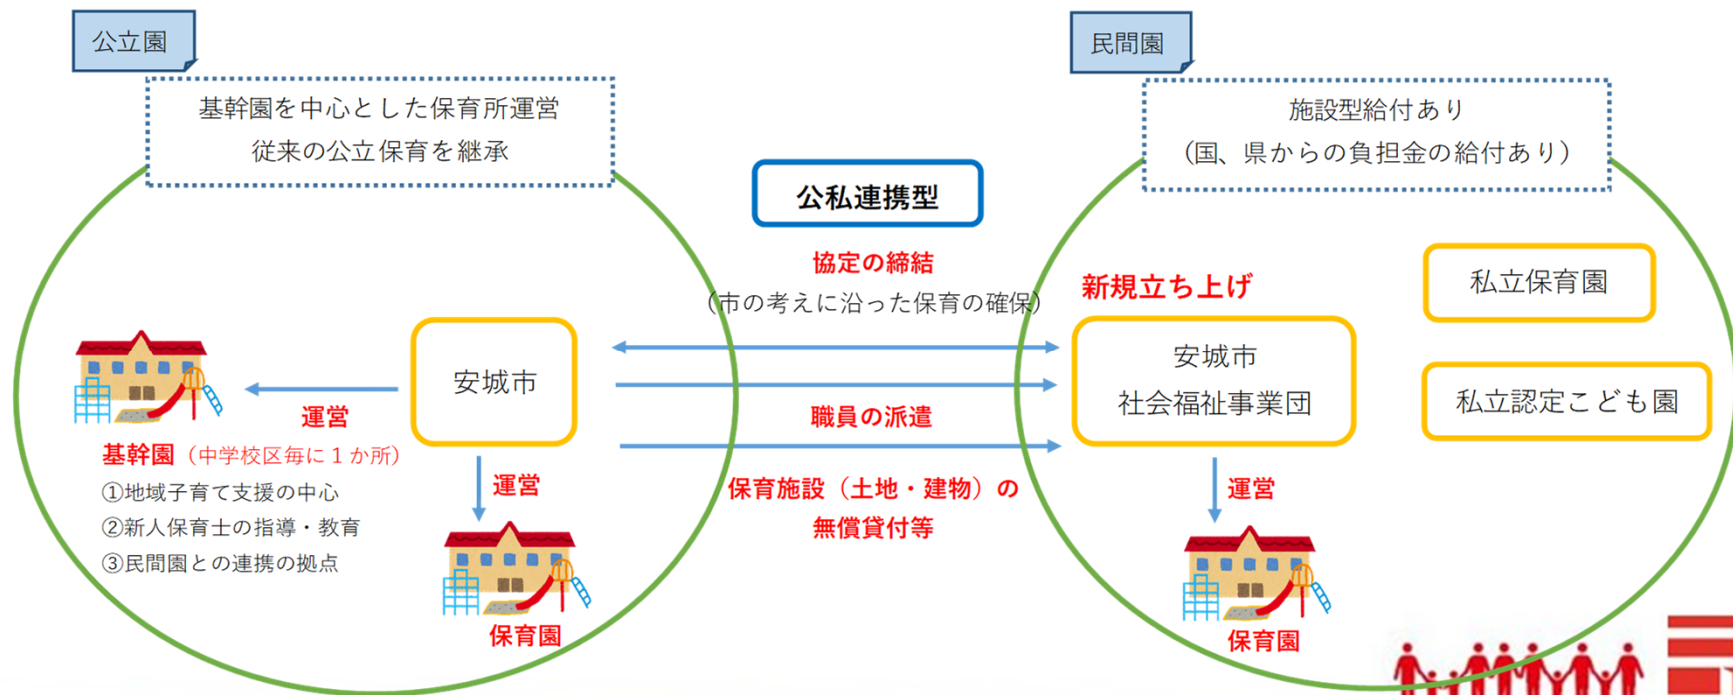 公立園
基幹園を中心とした保育所運営
従来の公立保育を継承
民間園
施設型給付あり
（国、県からの負担金の給付あり）
公私連携型
協定の締結
（市の考えに沿った保育の確保）
新規立ち上げ
私立保育園
安城市
運営
安城市
社会福祉事業団
私立認定こども園
職員の派遣
基幹園（中学校区毎に１か所）
①地域子育て支援の中心
②新人保育士の指導・教育
③民間園との連携の拠点
運営
保育施設（土地・建物）の
無償貸付等
運営
保育園
保育園